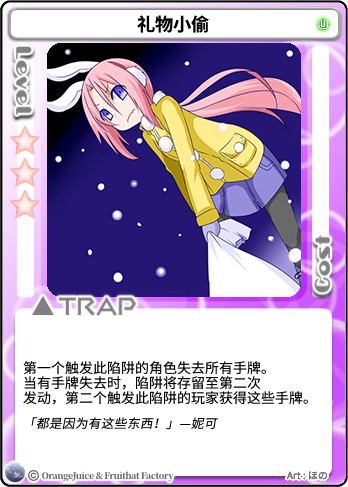 礼物小偷
U
Level
Cost
TRAP
第一个触发此陷阱的角色失去所有手牌。
当有手牌失去时，陷阱将存留至第二次
发动，第二个触发此陷阱的玩家获得这些手牌。
「都是因为有这些东西！」—妮可
© OrangeJuice & Fruitbat Factory
Art : ほの